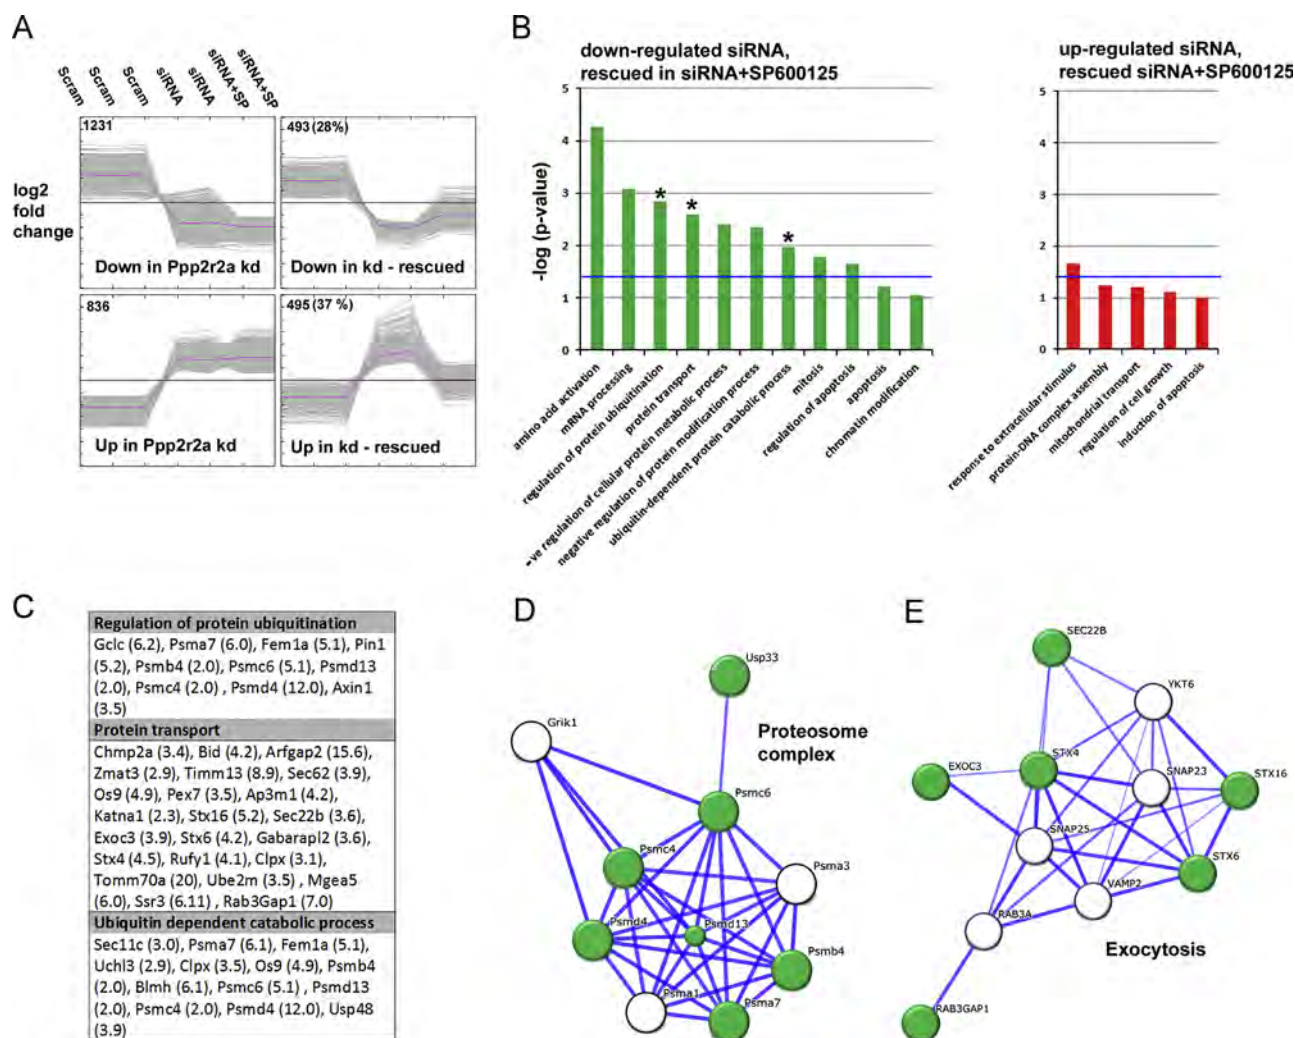 A
Scram
Scram
Scram
siRNA
siRNA
siRNA+SP
siRNA+SP
log2
fold
change
1231
Down in Ppp2r2a kd
493 (28%)
Down in kd - rescued
836
Up in Ppp2r2a kd
495 (37 %)
Up in kd - rescued
B
down-regulated siRNA,
rescued in siRNA+SP600125
-log (p-value)
5
4
3
2
1
0
*
*
*
amino acid activation
mRNA processing
regulation of protein ubiquitination
protein transport
-ve regulation of cellular protein metabolic process
negative regulation of protein modification process
ubiquitin-dependent protein catabolic process
mitosis
regulation of apoptosis
apoptosis
chromatin modification
up-regulated siRNA,
rescued siRNA+SP600125
5
4
3
2
1
0
response to extracellular stimulus
protein-DNA complex assembly
mitochondrial transport
regulation of cell growth
induction of apoptosis
C
Regulation of protein ubiquitination
Gclc (6.2), Psma7 (6.0), Fem1a (5.1), Pin1
(5.2), Psmb4 (2.0), Psmc6 (5.1), Psmd13
(2.0), Psmc4 (2.0) , Psmd4 (12.0), Axin1
(3.5)
Protein transport
Chmp2a (3.4), Bid (4.2), Arfgap2 (15.6),
Zmat3 (2.9), Timm13 (8.9), Sec62 (3.9),
Os9 (4.9), Pex7 (3.5), Ap3m1 (4.2),
Katna1 (2.3), Stx16 (5.2), Sec22b (3.6),
Exoc3 (3.9), Stx6 (4.2), Gabarapl2 (3.6),
Stx4 (4.5), Rufy1 (4.1), Clpx (3.1),
Tomm70a (20), Ube2m (3.5) , Mgea5
(6.0), Ssr3 (6.11) , Rab3Gap1 (7.0)
Ubiquitin dependent catabolic process
Sec11c (3.0), Psma7 (6.1), Fem1a (5.1),
Uchl3 (2.9), Clpx (3.5), Os9 (4.9), Psmb4
(2.0), Blmh (6.1), Psmc6 (5.1) , Psmd13
(2.0), Psmc4 (2.0), Psmd4 (12.0), Usp48
(3.9)
D
Usp33
Grik1
Proteosome
complex
Psmc6
Psmc4
Psma3
Psmd4
Psmd13
Psmb4
Psma1
Psma7
E
SEC22B
YKT6
EXOC3
STX4
SNAP23
STX16
SNAP25
STX6
VAMP2
RAB3A
Exocytosis
RAB3GAP1